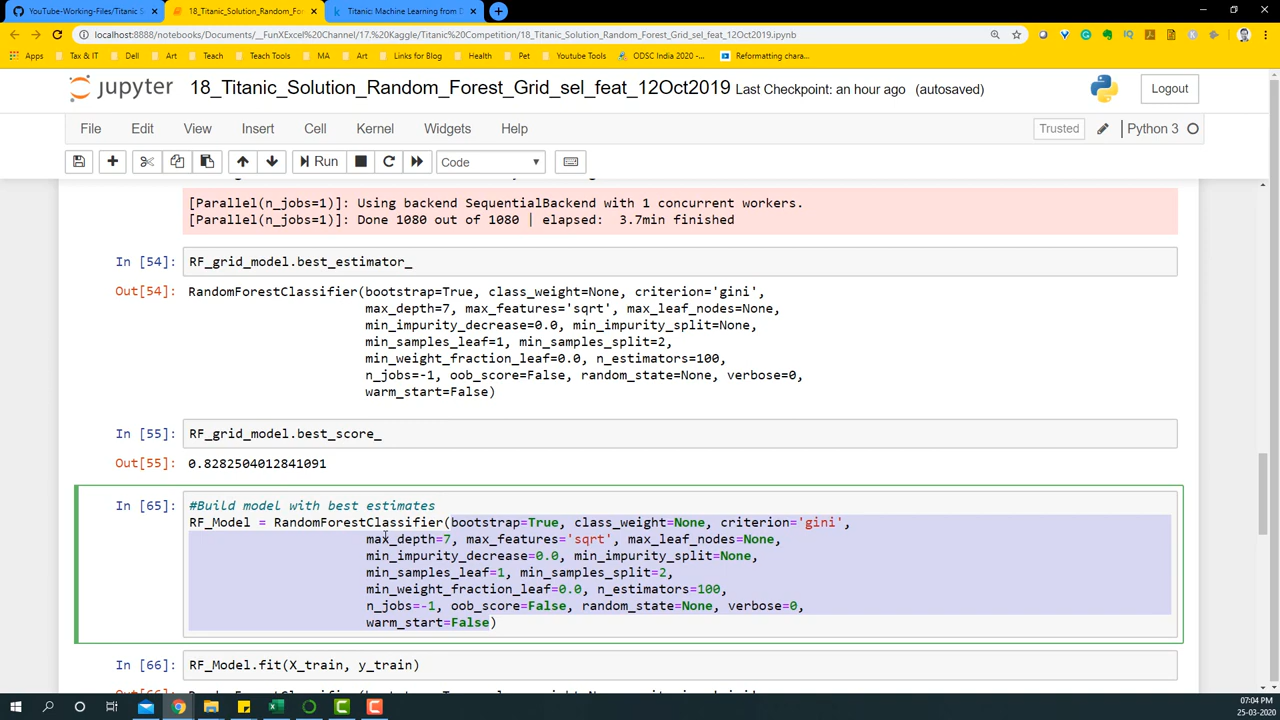 YouTube-Working-Files/Titanic S
18_Titanic_Solution_Random_Fores
Titanic: Machine Learning from D
localhost:8888/notebooks/Documents/__FunXExcel%20Channel/17.%20Kaggle/Titanic%20Competition/18_Titanic_Solution_Random_Forest_Grid_sel_feat_12Oct2019.ipynb
Apps
Tax & IT
Dell
Art
Teach
Teach Tools
MA
Art
Links for Blog
Health
Pet
Youtube Tools
ODSC India 2020 -...
Reformatting chara...
jupyter
18_Titanic_Solution_Random_Forest_Grid_sel_feat_12Oct2019 Last Checkpoint: an hour ago (autosaved)
Logout
File Edit View Insert Cell Kernel Widgets Help
Trusted
Python 3
Run
Code
[Parallel(n_jobs=1)]: Using backend SequentialBackend with 1 concurrent workers.
[Parallel(n_jobs=1)]: Done 1080 out of 1080 | elapsed: 3.7min finished
In [54]: RF_grid_model.best_estimator_
Out[54]: RandomForestClassifier(bootstrap=True, class_weight=None, criterion='gini',
max_depth=7, max_features='sqrt', max_leaf_nodes=None,
min_impurity_decrease=0.0, min_impurity_split=None,
min_samples_leaf=1, min_samples_split=2,
min_weight_fraction_leaf=0.0, n_estimators=100,
n_jobs=-1, oob_score=False, random_state=None, verbose=0,
warm_start=False)
In [55]: RF_grid_model.best_score_
Out[55]: 0.8282504012841091
In [65]: #Build model with best estimates
RF_Model = RandomForestClassifier(bootstrap=True, class_weight=None, criterion='gini',
max_depth=7, max_features='sqrt', max_leaf_nodes=None,
min_impurity_decrease=0.0, min_impurity_split=None,
min_samples_leaf=1, min_samples_split=2,
min_weight_fraction_leaf=0.0, n_estimators=100,
n_jobs=-1, oob_score=False, random_state=None, verbose=0,
warm_start=False)
In [66]: RF_Model.fit(X_train, y_train)
07:04 PM
25-03-2020